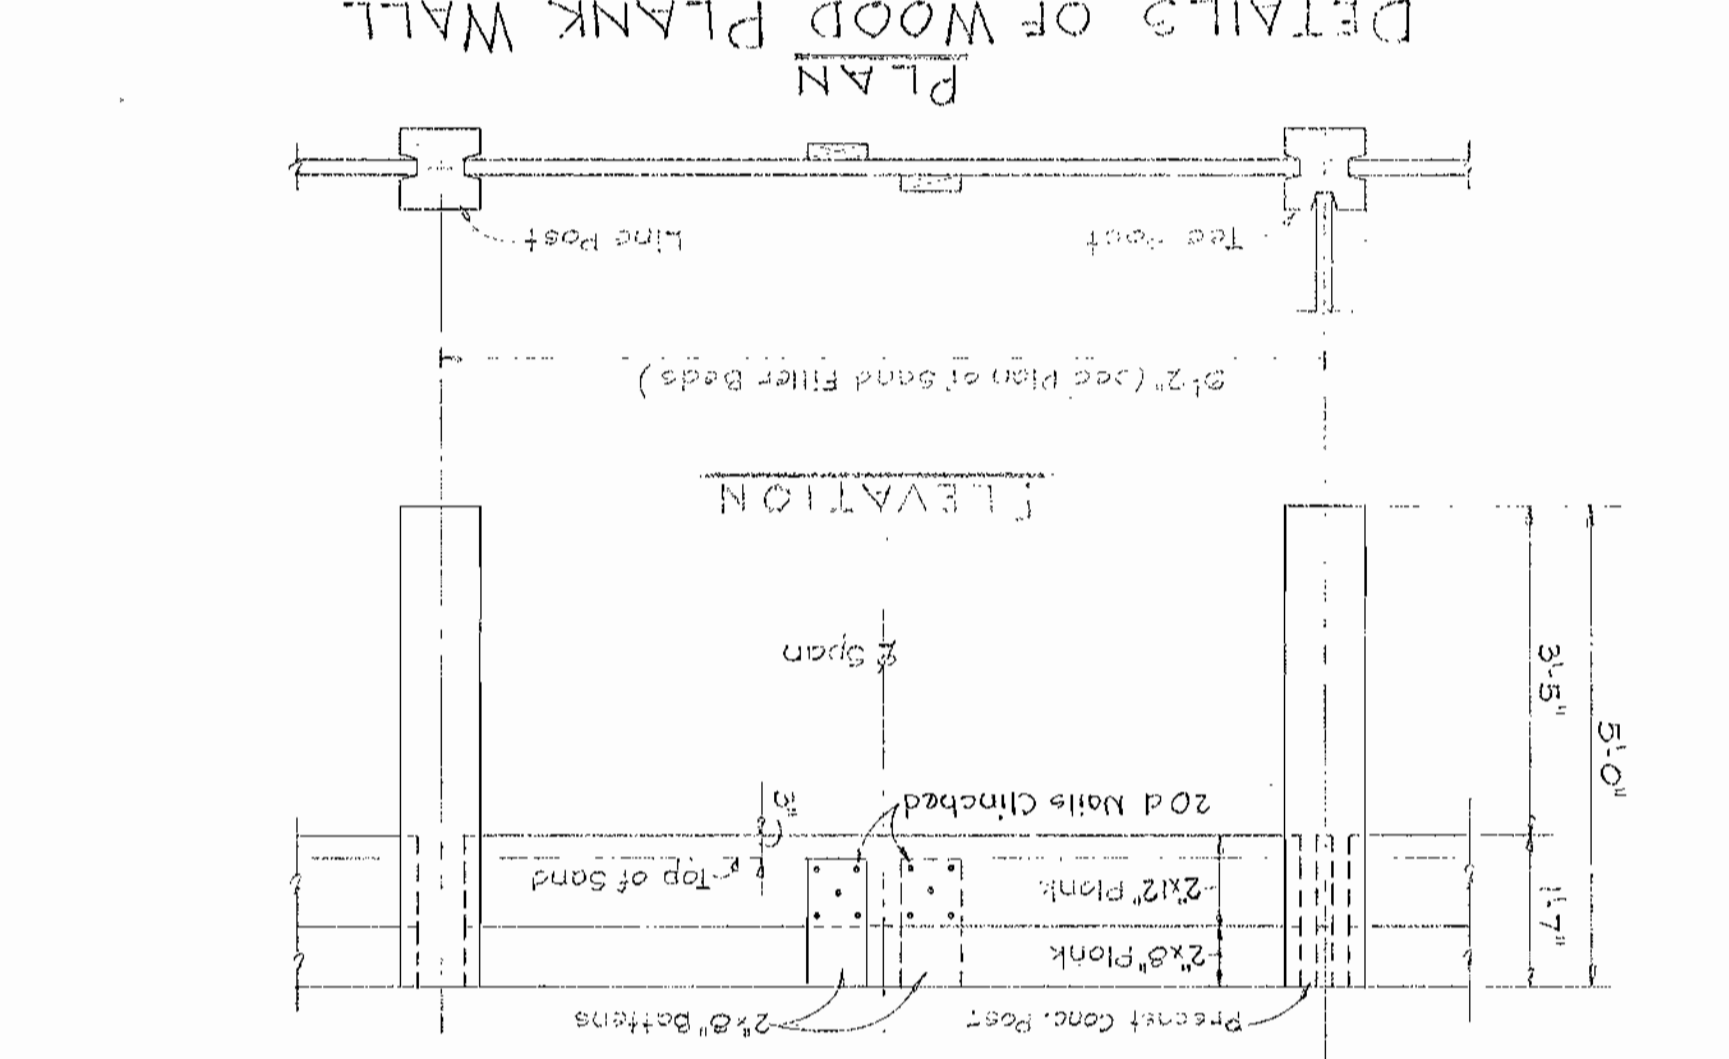 Precast Conc. Post
2"x8" Battens
2"x8" Plank
1'-7"
2"x12" Plank
Top of Sand
3"
20d Nails Clinched
5'-0"
3'-5"
℄ Span
ELEVATION
9'-2" (See Plan of Sand Filter Beds)
Tee Post
Line Post
PLAN
DETAILS OF WOOD PLANK WALL